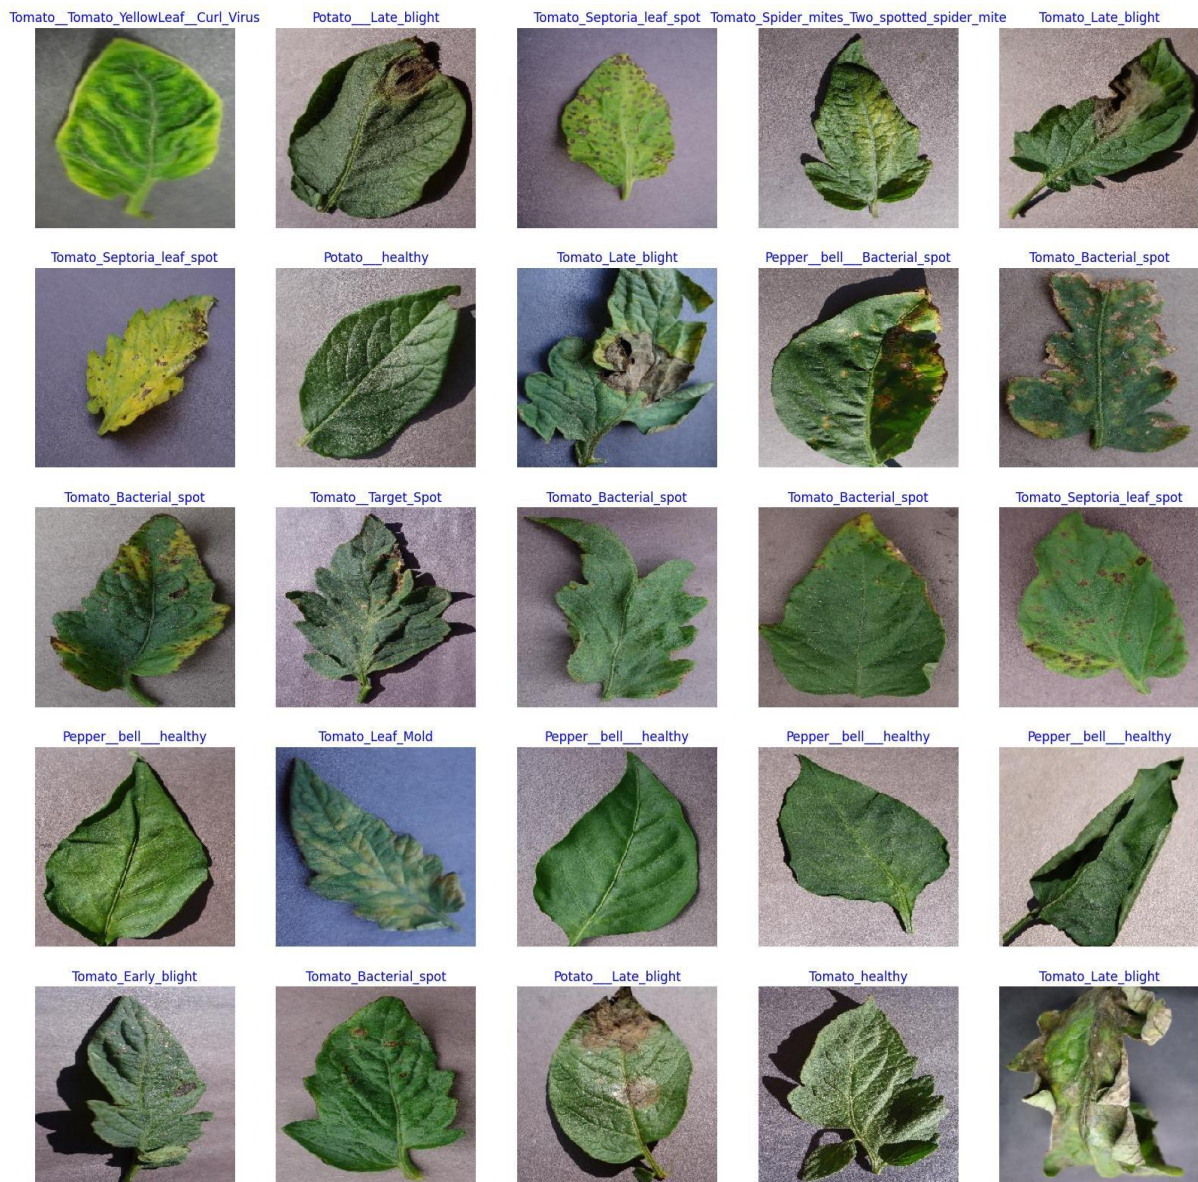 Tomato__Tomato_YellowLeaf__Curl_Virus
Potato___Late_blight
Tomato_Septoria_leaf_spot
Tomato_Spider_mites_Two_spotted_spider_mite
Tomato_Late_blight
Tomato_Septoria_leaf_spot
Potato___healthy
Tomato_Late_blight
Pepper__bell___Bacterial_spot
Tomato_Bacterial_spot
Tomato_Bacterial_spot
Tomato__Target_Spot
Tomato_Bacterial_spot
Tomato_Bacterial_spot
Tomato_Septoria_leaf_spot
Pepper__bell___healthy
Tomato_Leaf_Mold
Pepper__bell___healthy
Pepper__bell___healthy
Pepper__bell___healthy
Tomato_Early_blight
Tomato_Bacterial_spot
Potato___Late_blight
Tomato_healthy
Tomato_Late_blight